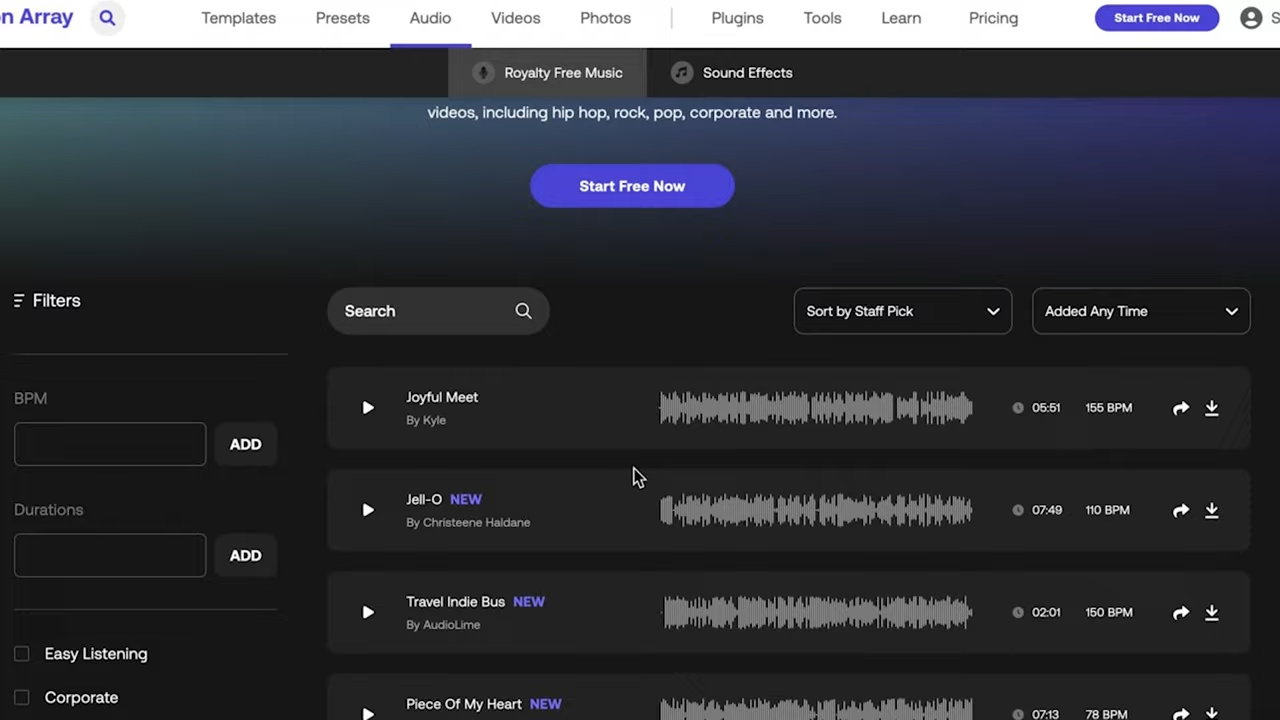 n Array
Templates
Presets
Audio
Videos
Photos
Plugins
Tools
Learn
Pricing
Start Free Now
S
Royalty Free Music
Sound Effects
videos, including hip hop, rock, pop, corporate and more.
Start Free Now
Filters
Search
Sort by Staff Pick
Added Any Time
BPM
ADD
Durations
ADD
Easy Listening
Corporate
Joyful Meet
By Kyle
05:51
155 BPM
Jell-O NEW
By Christeene Haldane
07:49
110 BPM
Travel Indie Bus NEW
By AudioLime
02:01
150 BPM
Piece Of My Heart NEW
07:13
78 BPM